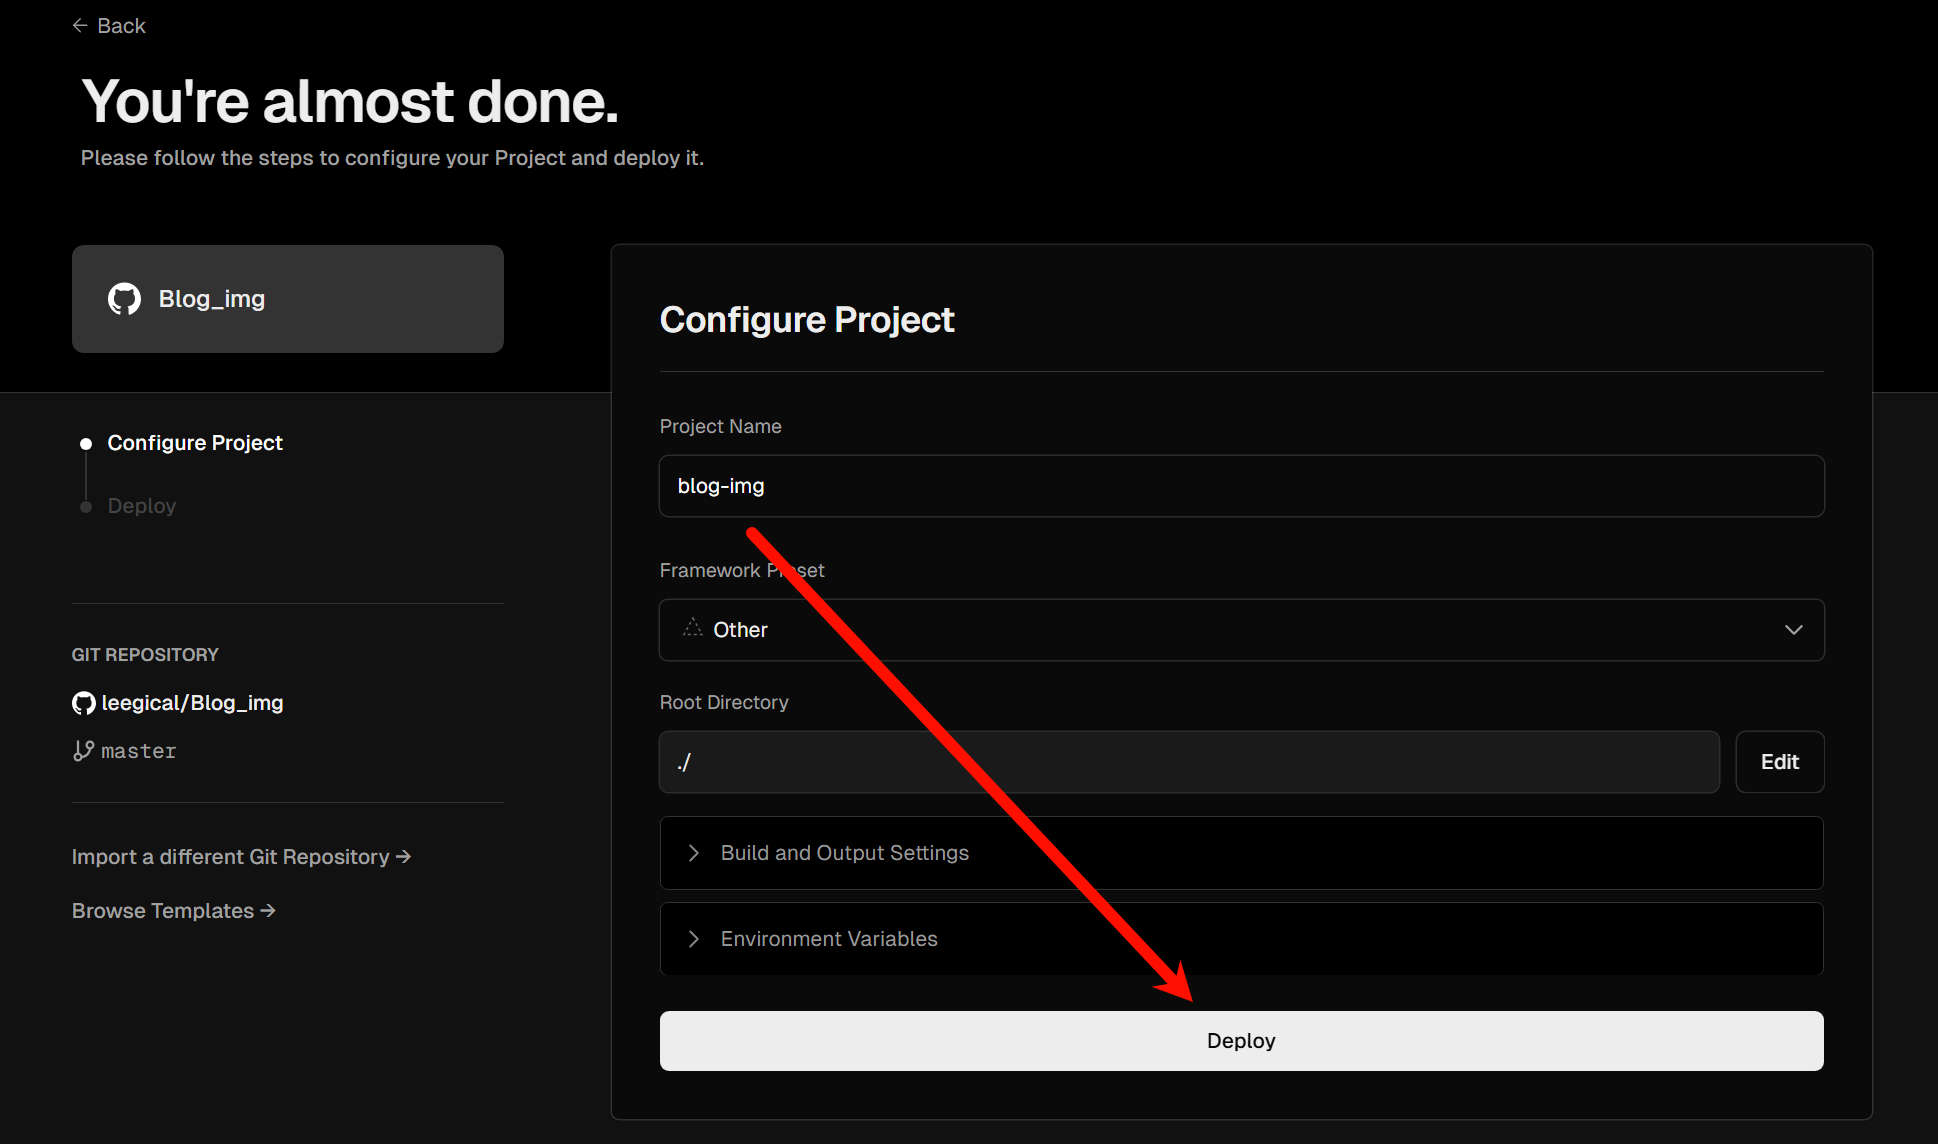 ← Back
You're almost done.
Please follow the steps to configure your Project and deploy it.
Blog_img
Configure Project
Deploy
GIT REPOSITORY
leegical/Blog_img
master
Import a different Git Repository →
Browse Templates →
Configure Project
Project Name
blog-img
Framework Preset
Other
Root Directory
./
Edit
Build and Output Settings
Environment Variables
Deploy